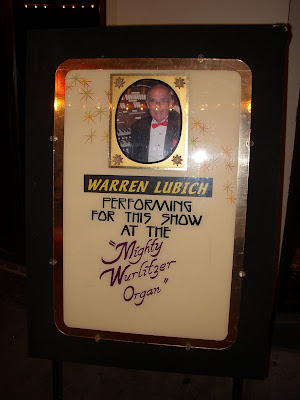 WARREN LUBICH
PERFORMING
FOR THIS SHOW
AT THE
"Mighty
Wurlitzer
Organ"